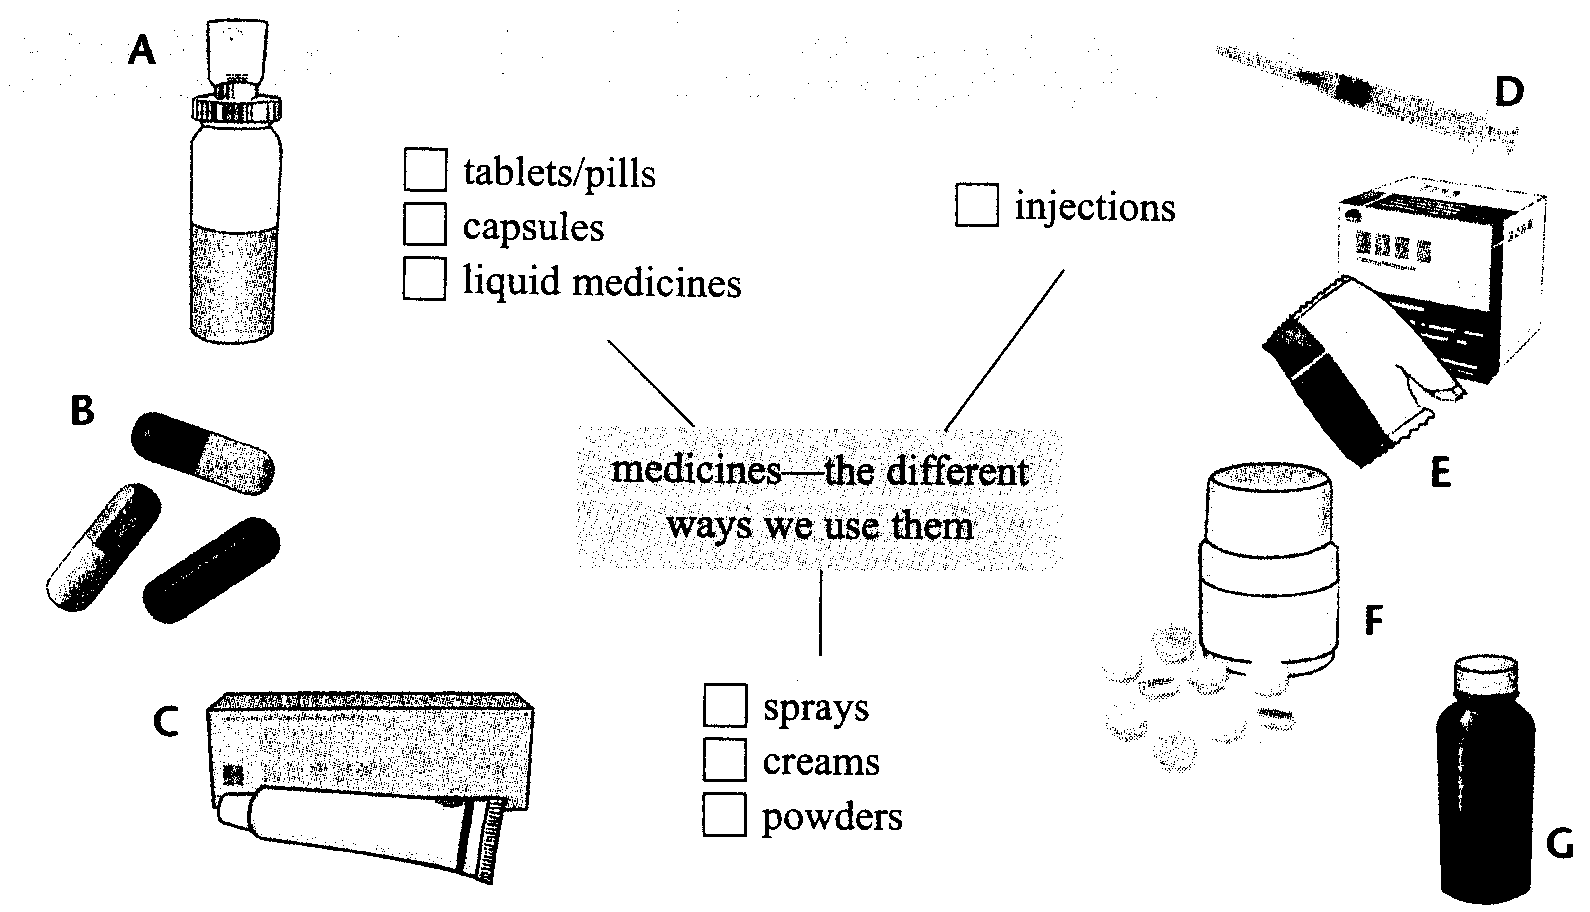 A
D
tablets/pills
capsules
liquid medicines
injections
B
E
medicines—the different
ways we use them
F
C
sprays
creams
powders
G